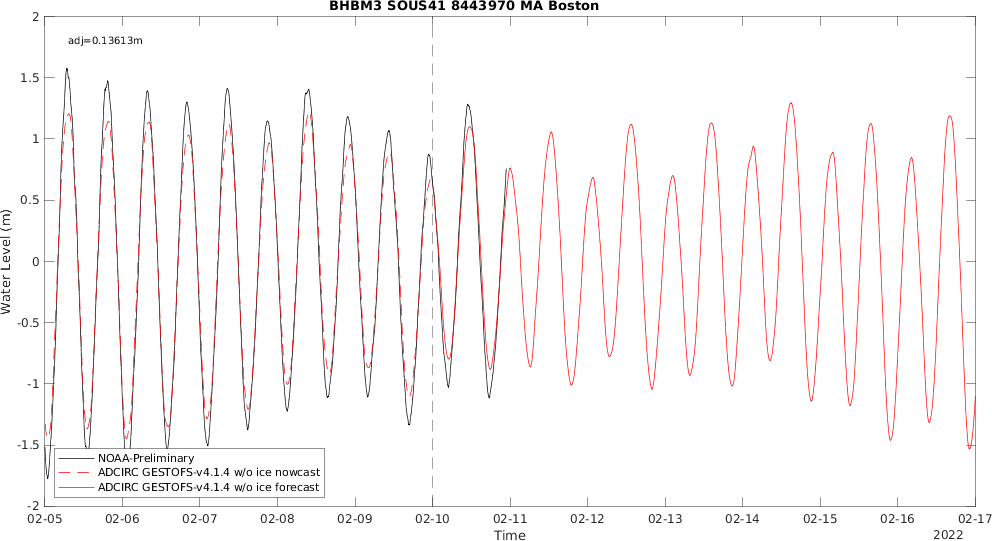 BHBM3 SOUS41 8443970 MA Boston
adj=0.13613m
2
1.5
1
0.5
0
-0.5
-1
-1.5
-2
Water Level (m)
NOAA-Preliminary
ADCIRC GESTOFS-v4.1.4 w/o ice nowcast
ADCIRC GESTOFS-v4.1.4 w/o ice forecast
02-05 02-06 02-07 02-08 02-09 02-10 02-11 02-12 02-13 02-14 02-15 02-16 02-17
Time
2022